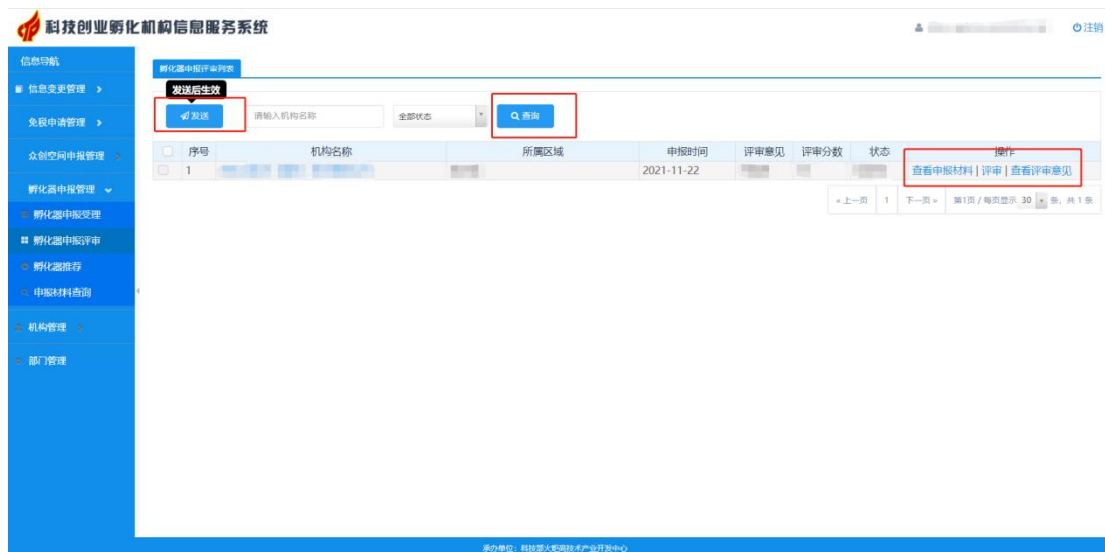 科技创业孵化机构信息服务系统
注销
信息导航
信息变更管理
免税申请管理
众创空间申报管理
孵化器申报管理
孵化器申报受理
孵化器申报评审
孵化器推荐
申报材料查询
机构管理
部门管理
孵化器申报评审列表
发送后生效
发送 请输入机构名称 全部状态 查询
序号 机构名称 所属区域 申报时间 评审意见 评审分数 状态 操作
1 2021-11-22 查看申报材料 | 评审 | 查看评审意见
«上一页 1 下一页» 第1页 / 每页显示 30 条, 共 1 条
承办单位：科技部火炬高技术产业开发中心